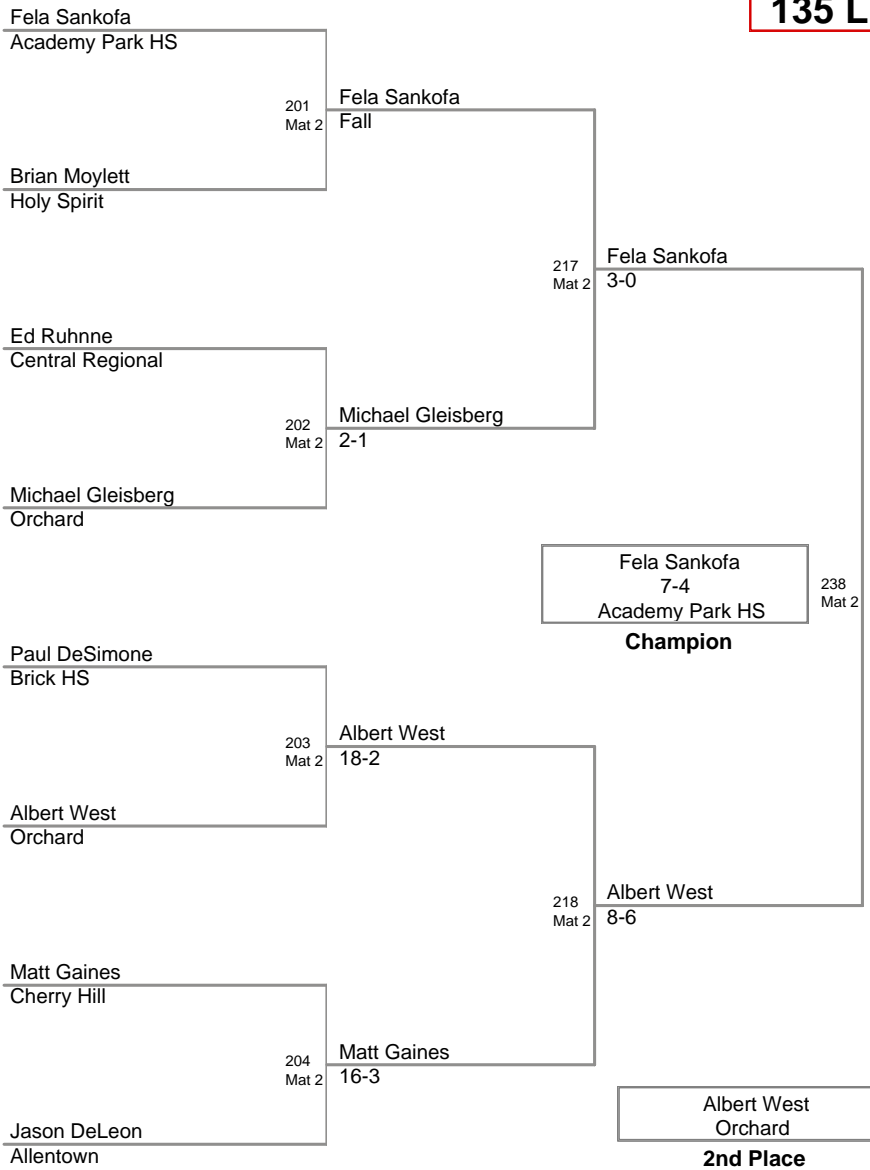 135 L
Fela Sankofa
Academy Park HS
201
Mat 2
Fela Sankofa
Fall
Brian Moylett
Holy Spirit
217
Mat 2
Fela Sankofa
3-0
Ed Ruhnne
Central Regional
202
Mat 2
Michael Gleisberg
2-1
Michael Gleisberg
Orchard
Fela Sankofa
7-4
Academy Park HS
Champion
238
Mat 2
Paul DeSimone
Brick HS
203
Mat 2
Albert West
18-2
Albert West
Orchard
218
Mat 2
Albert West
8-6
Matt Gaines
Cherry Hill
204
Mat 2
Matt Gaines
16-3
Jason DeLeon
Allentown
Albert West
Orchard
2nd Place